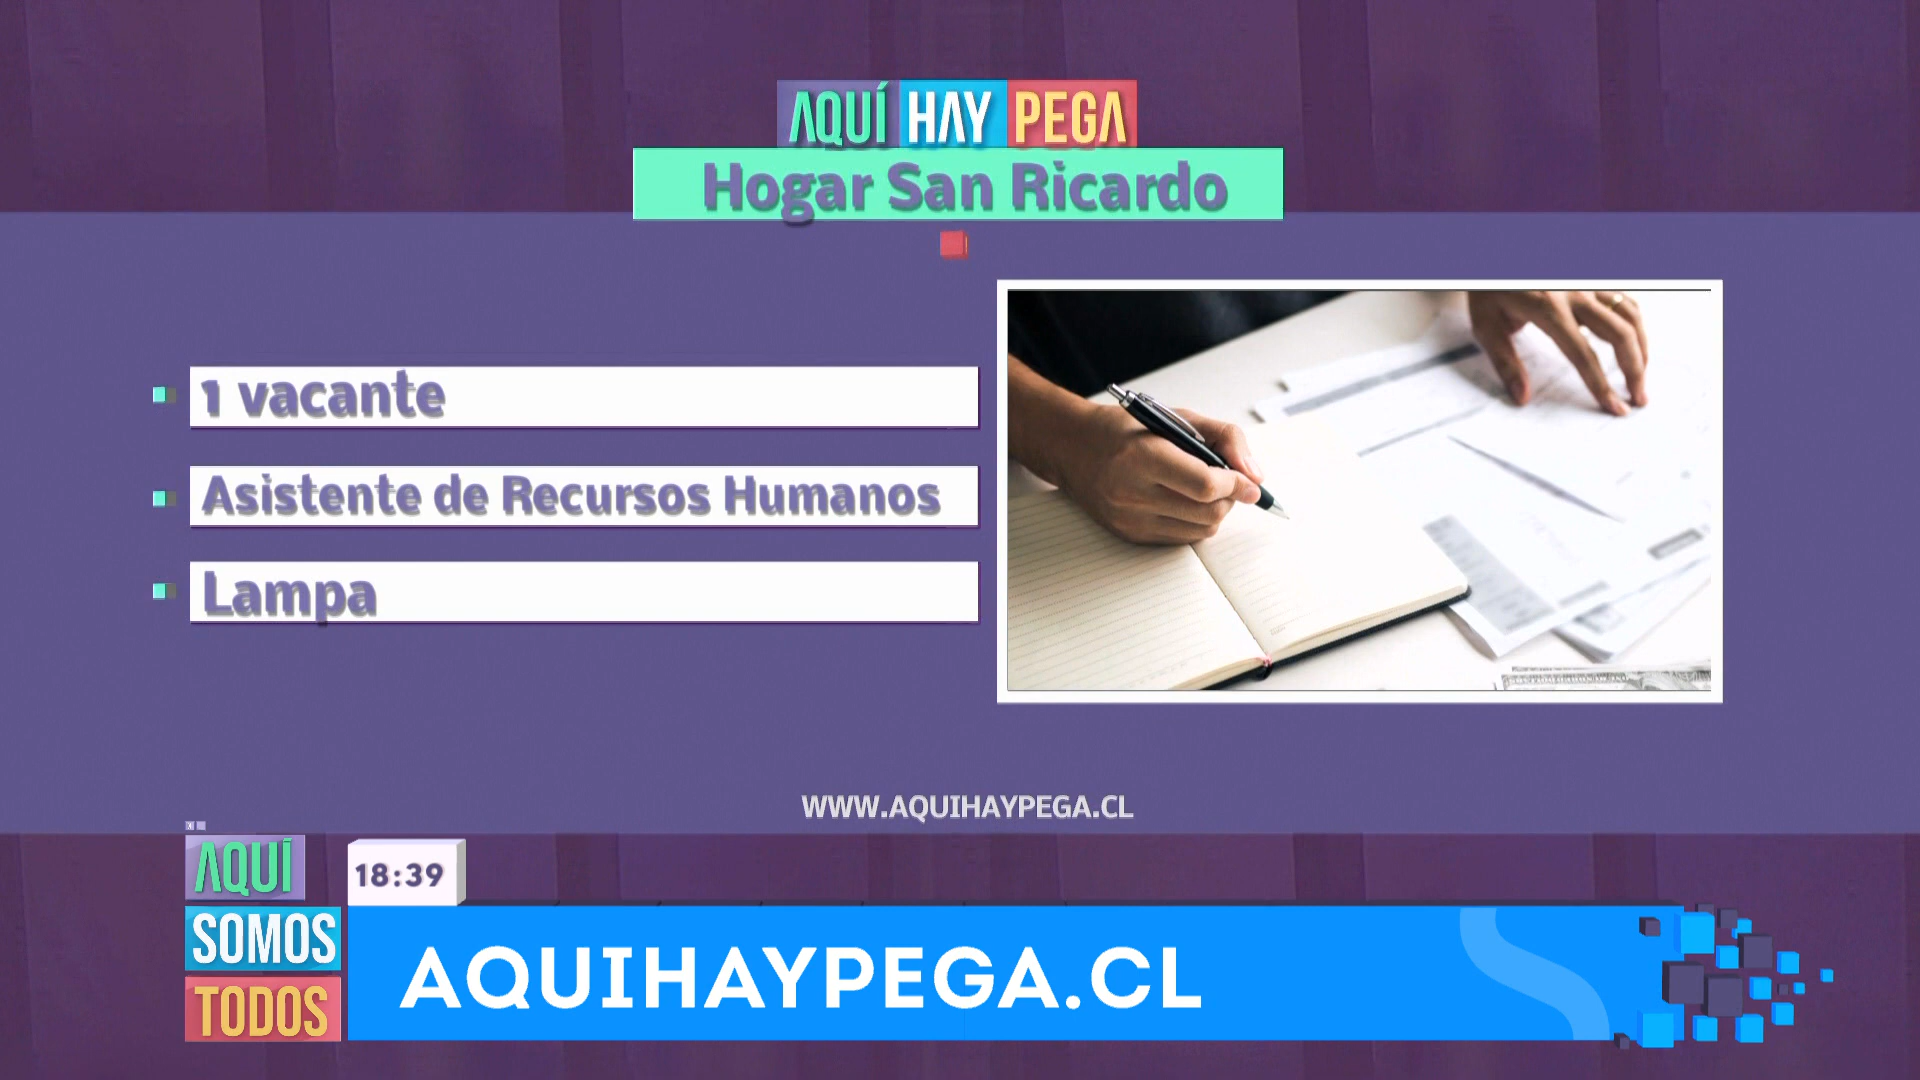 AQUÍ HAY PEGA
Hogar San Ricardo
1 vacante
Asistente de Recursos Humanos
Lampa
WWW.AQUIHAYPEGA.CL
AQUÍ
18:39
SOMOS
TODOS
AQUIHAYPEGA.CL